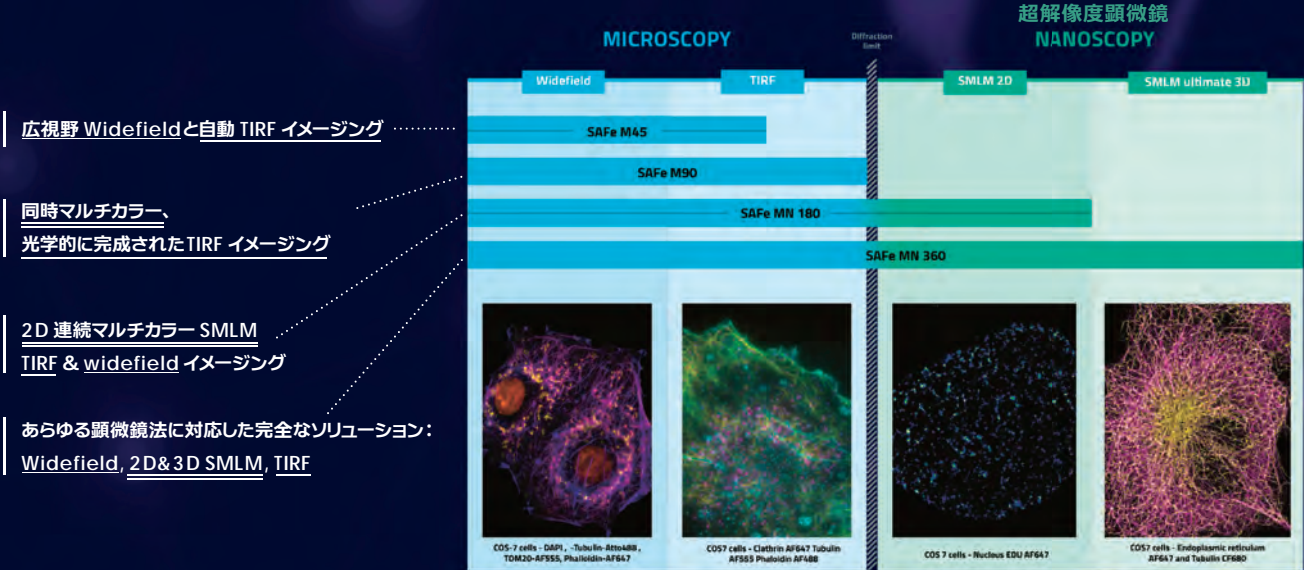 超解像度顕微鏡
MICROSCOPY
Diffraction
limit
NANOSCOPY
Widefield
TIRF
SMLM 2D
SMLM ultimate 3D
広視野 Widefieldと自動 TIRF イメージング
SAFe M45
SAFe M90
同時マルチカラー、
光学的に完成されたTIRF イメージング
SAFe MN 180
SAFe MN 360
2D 連続マルチカラー SMLM
TIRF & widefield イメージング
あらゆる顕微鏡法に対応した完全なソリューション：
Widefield, 2D&3D SMLM, TIRF
COS-7 cells - DAPI, -Tubulin-Atto488,
TOM20-AF555, Phalloidin-AF647
COS7 cells - Clathrin AF647 Tubulin
AF555 Phaloidin AF488
COS 7 cells - Nucleus EDU AF647
COS7 cells - Endoplasmic reticulum
AF647 and Tubulin CF680